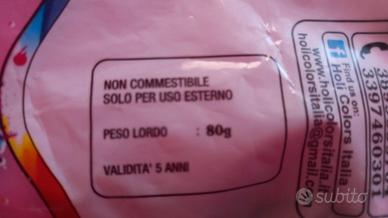 NON COMMESTIBILE
SOLO PER USO ESTERNO
PESO LORDO : 80g
VALIDITA' 5 ANNI
Find us on:
Holi Colors Italia
www.holicolorsitalia.it
holicolorsitalia@gmail.c
subito